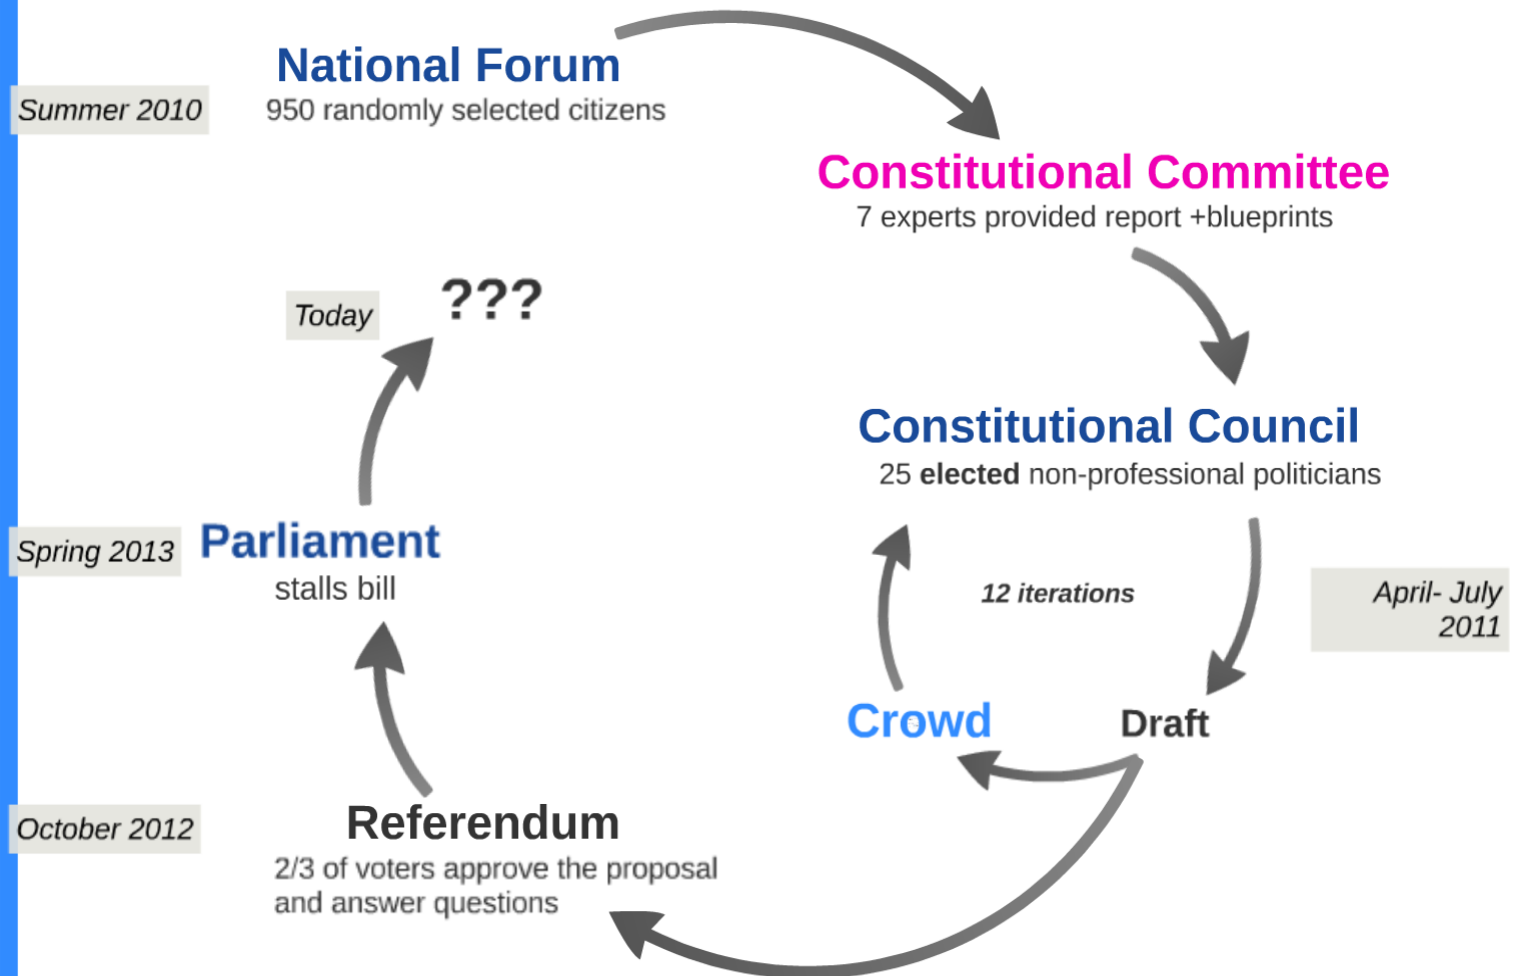 National Forum
Summer 2010
950 randomly selected citizens
Constitutional Committee
7 experts provided report +blueprints
Today
???
Constitutional Council
25 elected non-professional politicians
Spring 2013
Parliament
stalls bill
12 iterations
April- July
2011
Crowd
Draft
October 2012
Referendum
2/3 of voters approve the proposal
and answer questions